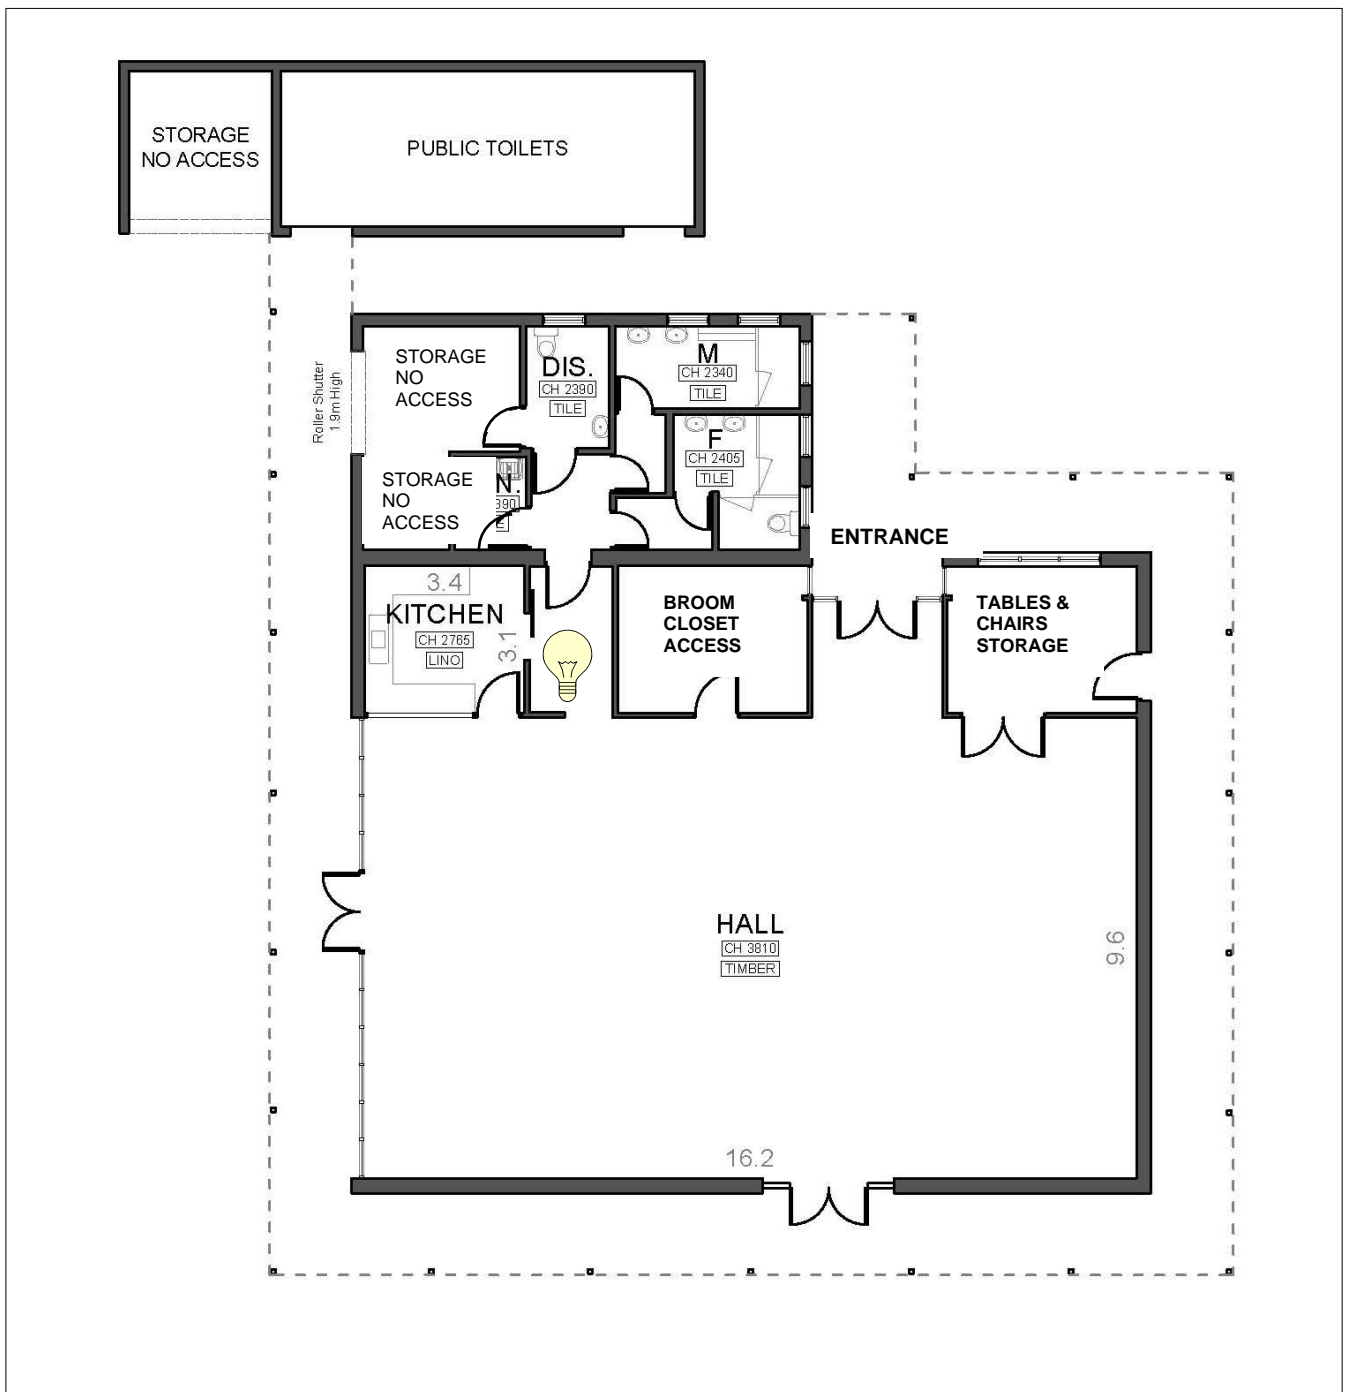 STORAGE
NO ACCESS
PUBLIC TOILETS
Roller Shutter
1.9m High
STORAGE
NO
ACCESS
DIS.
CH 2390
TILE
M
CH 2340
TILE
F
CH 2405
TILE
STORAGE
NO
ACCESS
N.
390
ENTRANCE
3.4
KITCHEN
CH 2765
LINO
3.1
BROOM
CLOSET
ACCESS
TABLES &
CHAIRS
STORAGE
HALL
CH 3810
TIMBER
9.6
16.2